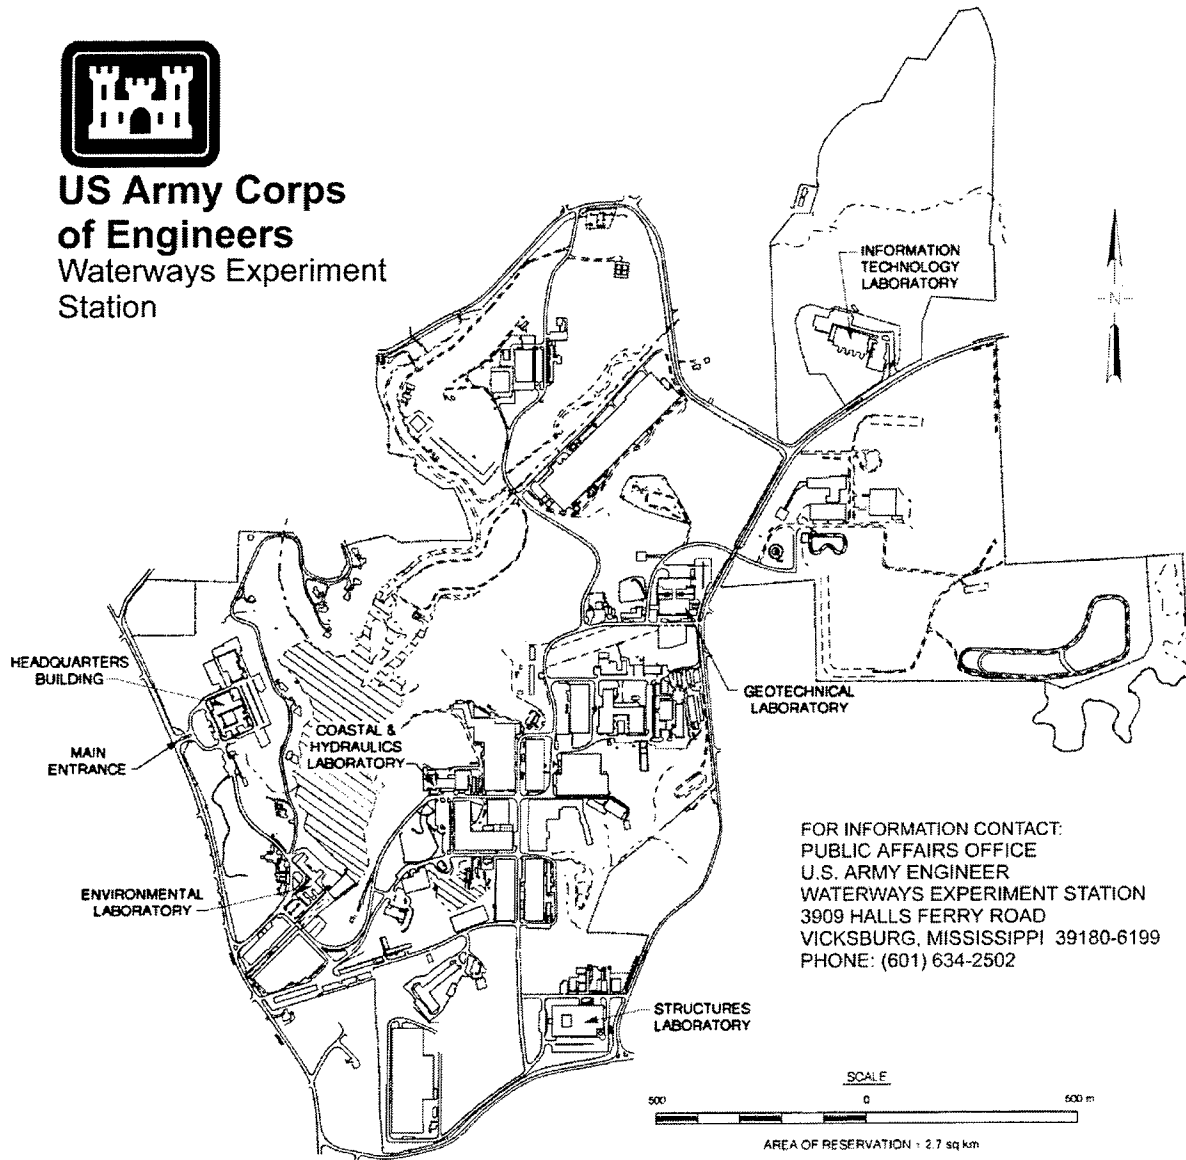 US Army Corps
of Engineers
Waterways Experiment
Station
INFORMATION
TECHNOLOGY
LABORATORY
N
HEADQUARTERS
BUILDING
MAIN
ENTRANCE
COASTAL &
HYDRAULICS
LABORATORY
GEOTECHNICAL
LABORATORY
ENVIRONMENTAL
LABORATORY
STRUCTURES
LABORATORY
FOR INFORMATION CONTACT:
PUBLIC AFFAIRS OFFICE
U.S. ARMY ENGINEER
WATERWAYS EXPERIMENT STATION
3909 HALLS FERRY ROAD
VICKSBURG, MISSISSIPPI 39180-6199
PHONE: (601) 634-2502
SCALE
500 0 500 m
AREA OF RESERVATION : 2.7 sq km